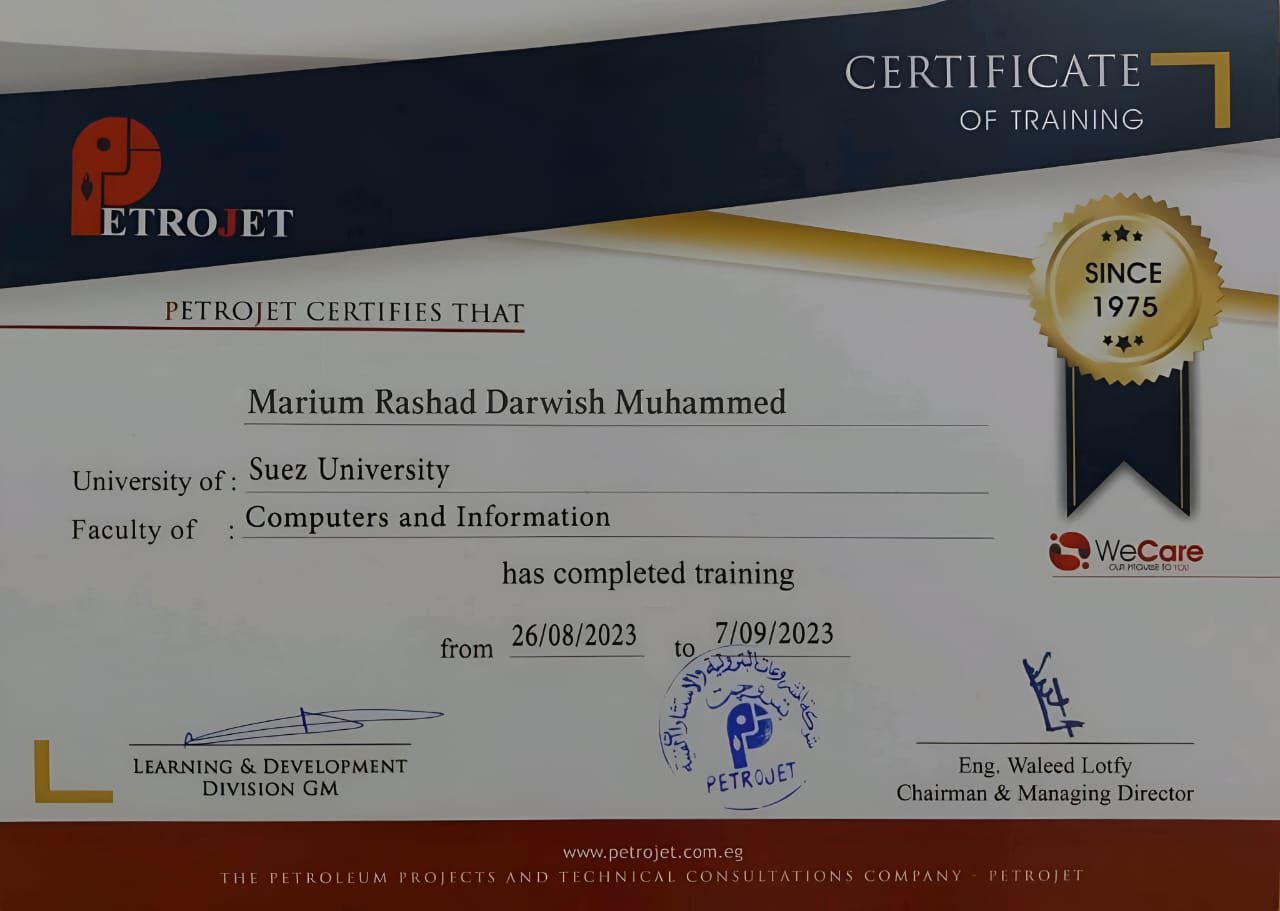 CERTIFICATE
OF TRAINING
PETROJET
SINCE
1975
PETROJET CERTIFIES THAT
Marium Rashad Darwish Muhammed
University of : Suez University
Faculty of : Computers and Information
WeCare
OUR PROMISE TO YOU
has completed training
from 26/08/2023 to 7/09/2023
شركة المشروعات البترولية والاستشارات الفنية
بتروجت
PETROJET
LEARNING & DEVELOPMENT
DIVISION GM
Eng. Waleed Lotfy
Chairman & Managing Director
www.petrojet.com.eg
THE PETROLEUM PROJECTS AND TECHNICAL CONSULTATIONS COMPANY - PETROJET